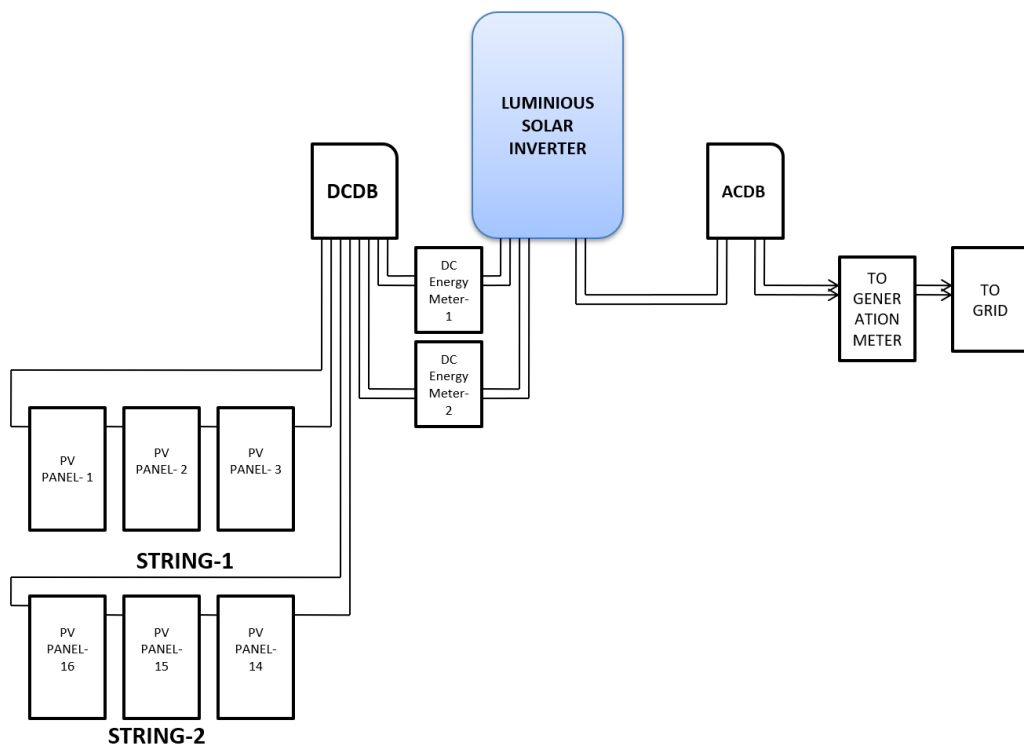 LUMINIOUS
SOLAR
INVERTER
DCDB
ACDB
DC
Energy
Meter-
1
DC
Energy
Meter-
2
TO
GENER
ATION
METER
TO
GRID
PV
PANEL- 1
PV
PANEL- 2
PV
PANEL- 3
STRING-1
PV
PANEL-
16
PV
PANEL-
15
PV
PANEL-
14
STRING-2